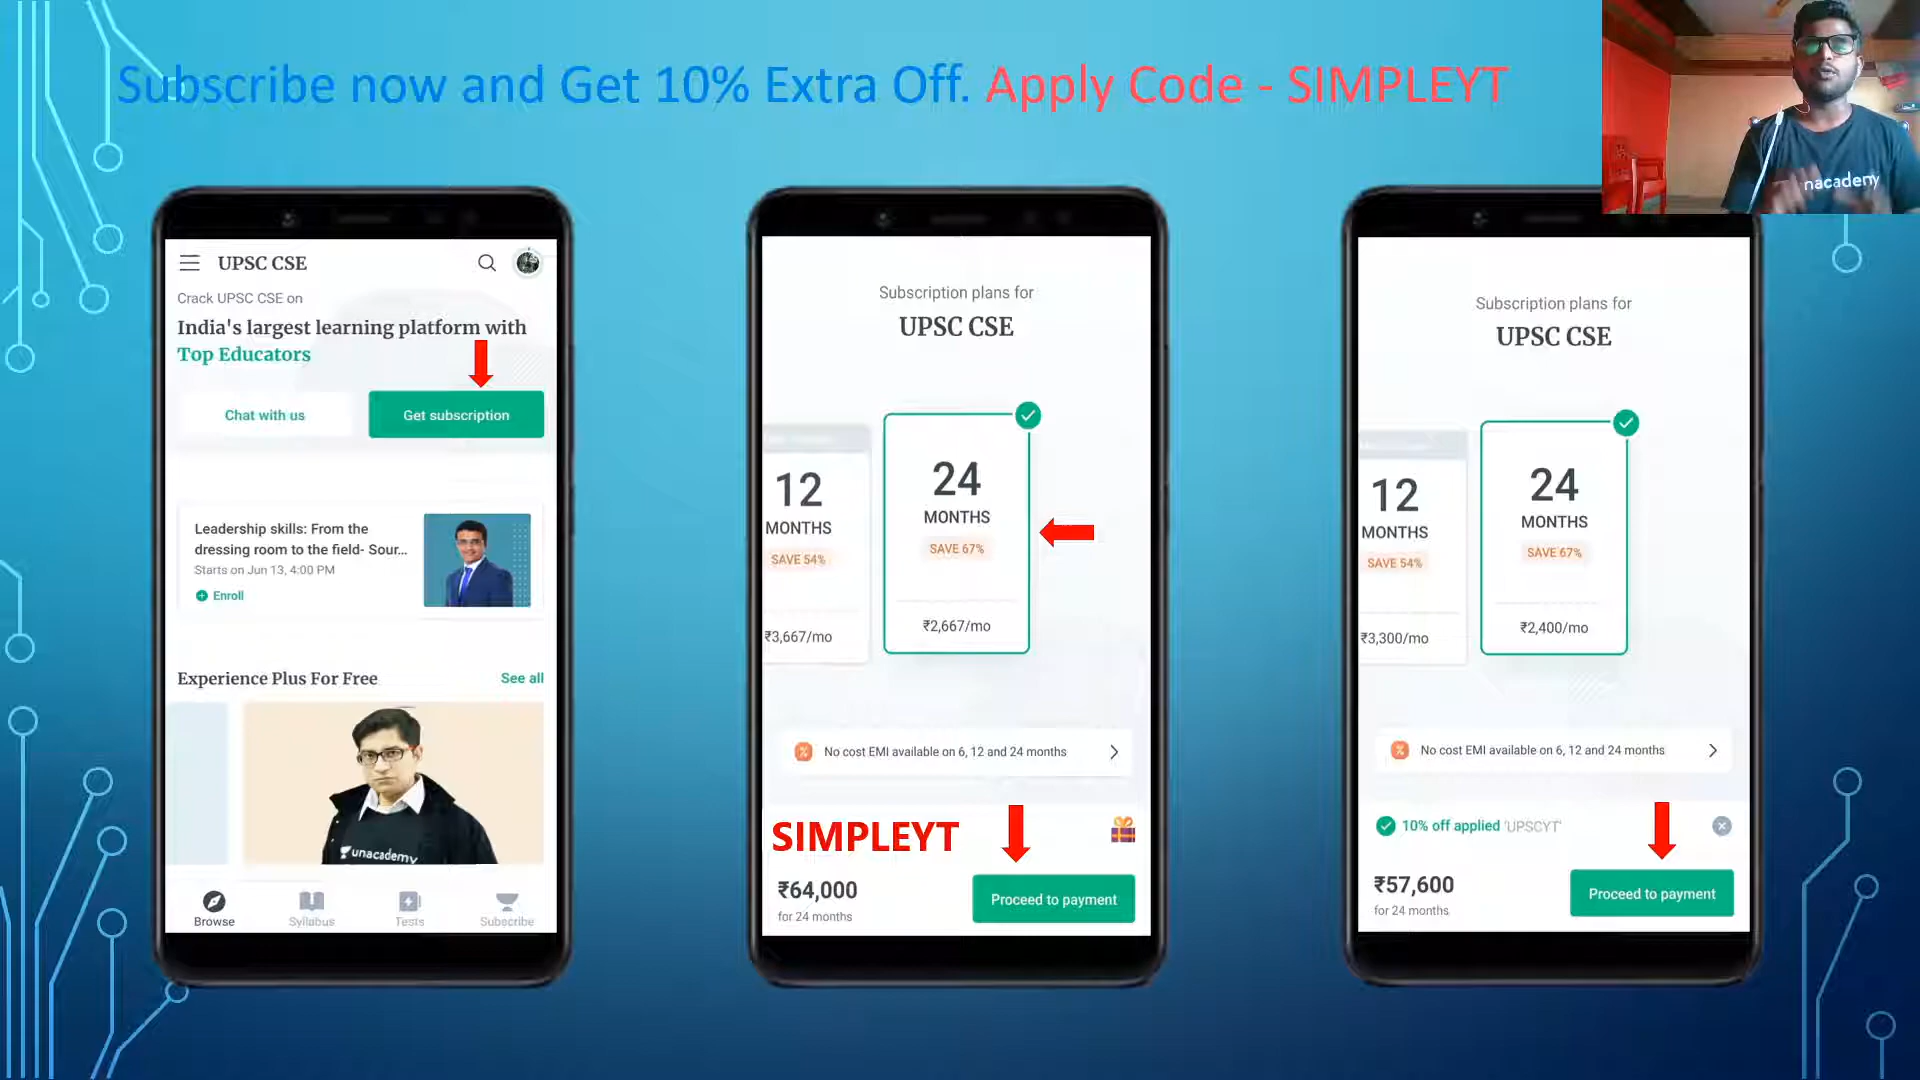 Subscribe now and Get 10% Extra Off. Apply Code - SIMPLEYT
nacademy
UPSC CSE
Crack UPSC CSE on
India's largest learning platform with
Top Educators
Chat with us
Get subscription
Leadership skills: From the
dressing room to the field- Sour...
Starts on Jun 13, 4:00 PM
Enroll
Experience Plus For Free
See all
unacademy
Browse
Syllabus
Tests
Subscribe
Subscription plans for
UPSC CSE
12
MONTHS
SAVE 54%
₹3,667/mo
24
MONTHS
SAVE 67%
₹2,667/mo
No cost EMI available on 6, 12 and 24 months
SIMPLEYT
₹64,000
for 24 months
Proceed to payment
Subscription plans for
UPSC CSE
12
MONTHS
SAVE 54%
₹3,300/mo
24
MONTHS
SAVE 67%
₹2,400/mo
No cost EMI available on 6, 12 and 24 months
10% off applied 'UPSCYT'
₹57,600
for 24 months
Proceed to payment